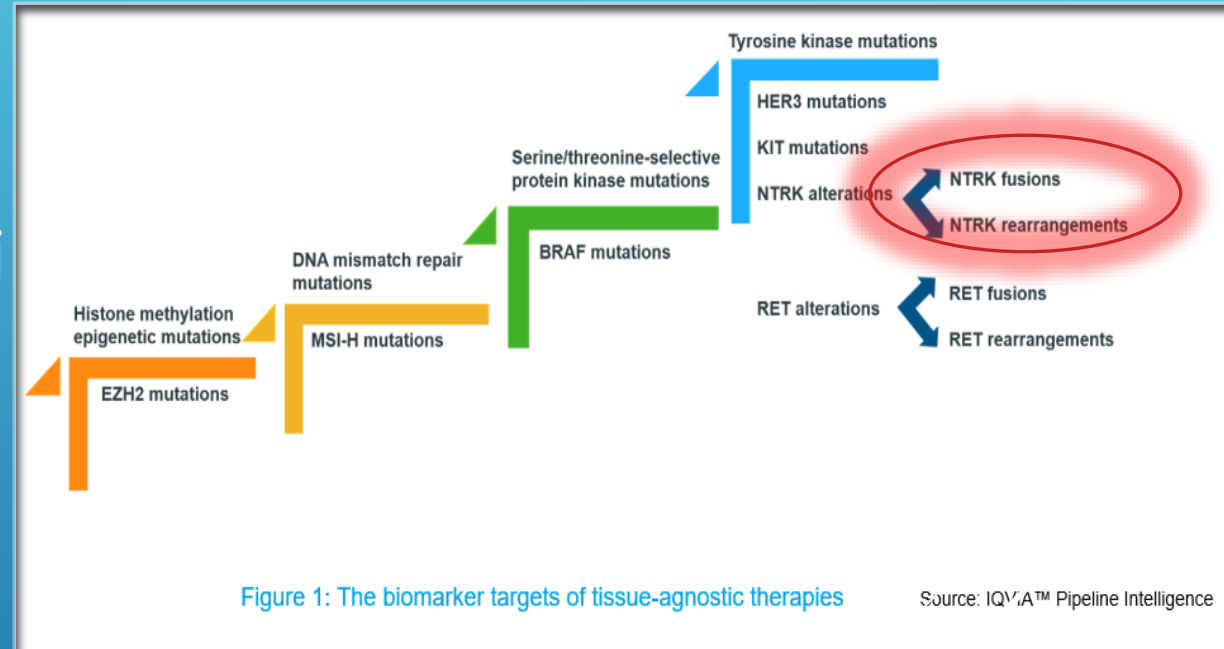 Tyrosine kinase mutations
HER3 mutations
KIT mutations
NTRK alterations
NTRK fusions
NTRK rearrangements
RET alterations
RET fusions
RET rearrangements
Serine/threonine-selective
protein kinase mutations
BRAF mutations
DNA mismatch repair
mutations
MSI-H mutations
Histone methylation
epigenetic mutations
EZH2 mutations
Figure 1: The biomarker targets of tissue-agnostic therapies
Source: IQVIA™ Pipeline Intelligence